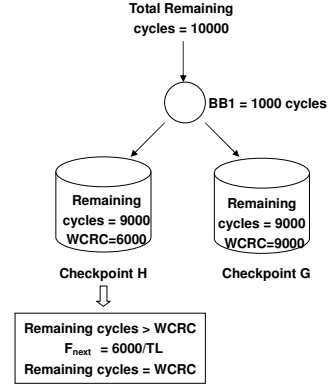 Total Remaining
cycles = 10000
BB1 = 1000 cycles
Remaining
cycles = 9000
WCRC=6000
Remaining
cycles = 9000
WCRC=9000
Checkpoint H
Checkpoint G
Remaining cycles > WCRC
Fnext = 6000/TL
Remaining cycles = WCRC